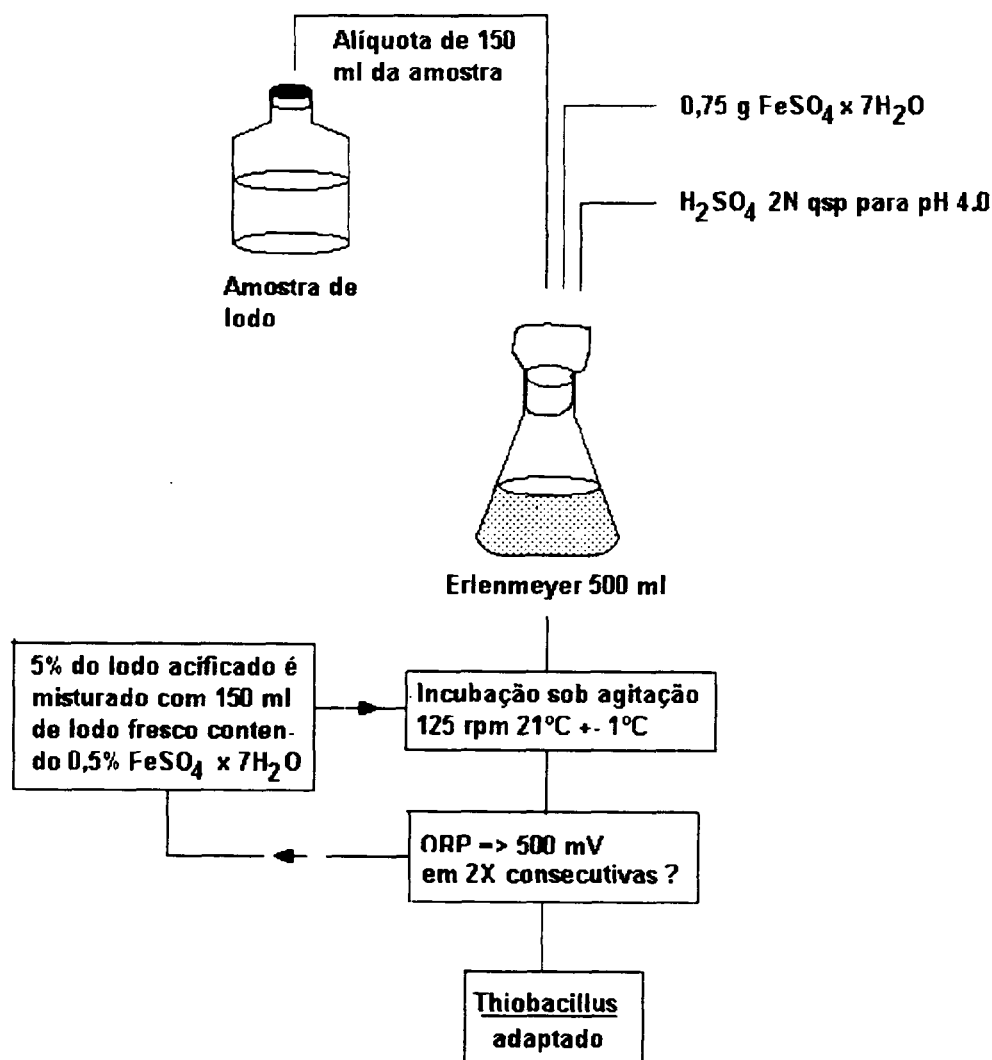 Alíquota de 150
ml da amostra
0,75 g FeSO4 x 7H2O
H2SO4 2N qsp para pH 4.0
Amostra de
lodo
Erlenmeyer 500 ml
5% do lodo acificado é
misturado com 150 ml
de lodo fresco conten-
do 0,5% FeSO4 x 7H2O
Incubação sob agitação
125 rpm 21ºC +- 1ºC
ORP => 500 mV
em 2X consecutivas ?
Thiobacillus
adaptado